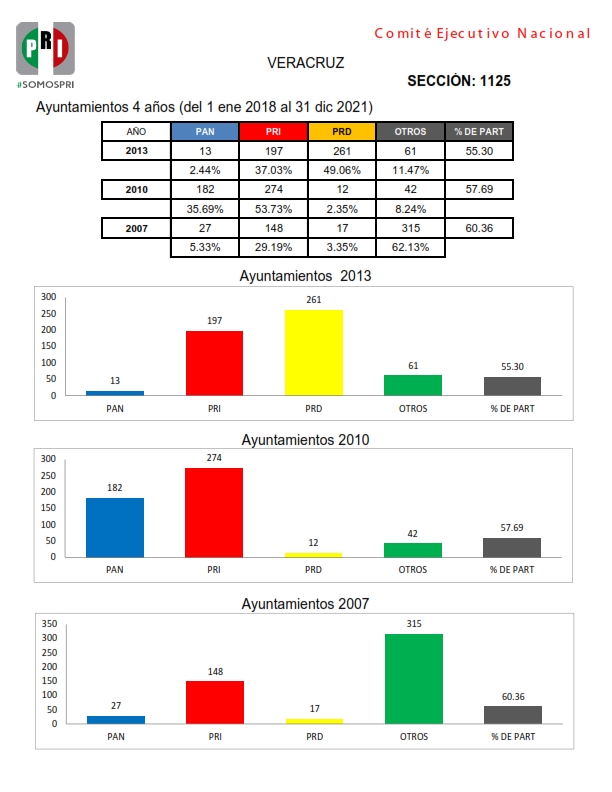 Comité Ejecutivo Nacional
PRI
#SOMOSPRI
VERACRUZ
SECCIÓN: 1125
Ayuntamientos 4 años (del 1 ene 2018 al 31 dic 2021)
AÑO PAN PRI PRD OTROS % DE PART
2013 13 197 261 61 55.30
2.44% 37.03% 49.06% 11.47%
2010 182 274 12 42 57.69
35.69% 53.73% 2.35% 8.24%
2007 27 148 17 315 60.36
5.33% 29.19% 3.35% 62.13%
Ayuntamientos 2013
300
250
200
150
100
50
0
13 197 261 61 55.30
PAN PRI PRD OTROS % DE PART
Ayuntamientos 2010
300
250
200
150
100
50
0
182 274 12 42 57.69
PAN PRI PRD OTROS % DE PART
Ayuntamientos 2007
350
300
250
200
150
100
50
0
27 148 17 315 60.36
PAN PRI PRD OTROS % DE PART